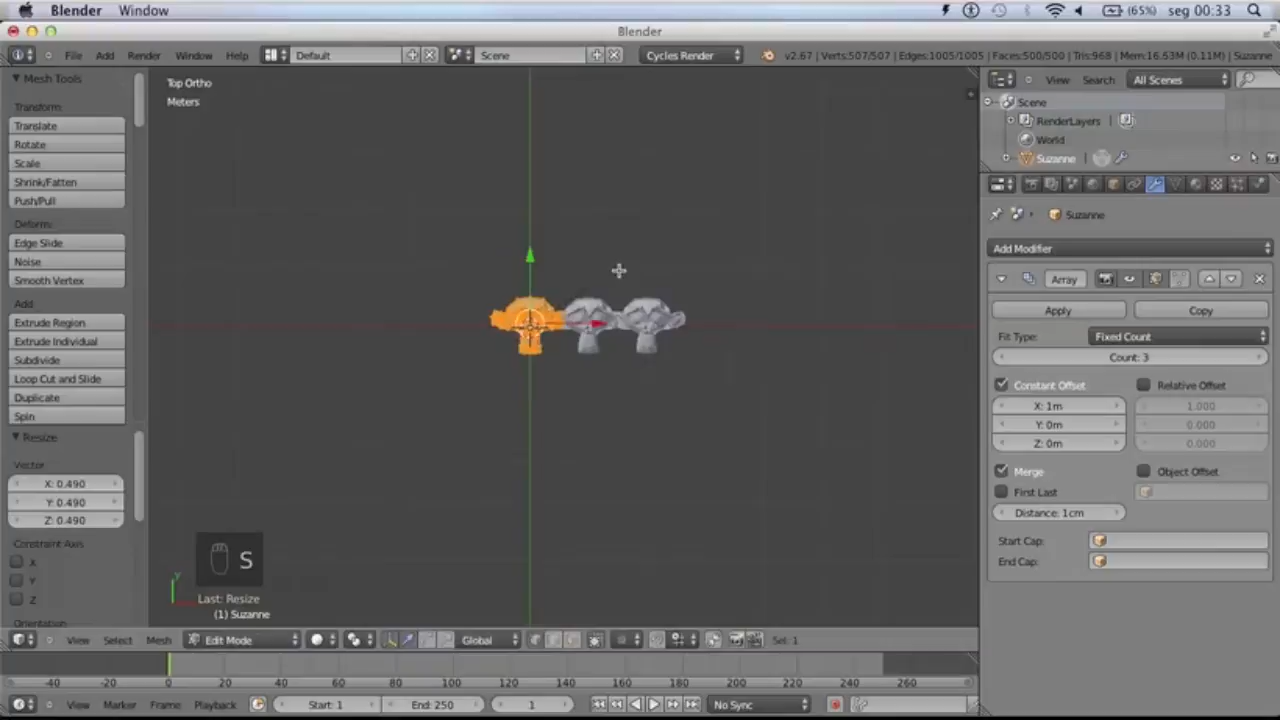 Blender Window (65%) seg 00:33
Blender
File Add Render Window Help Default Scene Cycles Render v2.67 | Verts:507/507 | Edges:1005/1005 | Faces:500/500 | Tris:968 | Mem:16.53M (0.11M) | Suzanne
Mesh Tools
Transform:
Translate
Rotate
Scale
Shrink/Fatten
Push/Pull
Deform:
Edge Slide
Noise
Smooth Vertex
Add:
Extrude Region
Extrude Individual
Subdivide
Loop Cut and Slide
Duplicate
Spin
Resize
Vector
X: 0.490
Y: 0.490
Z: 0.490
Constraint Axis
X
Y
Z
Orientation
Top Ortho
Meters
S
Last: Resize
(1) Suzanne
y
View Search All Scenes
Scene
RenderLayers |
World
Suzanne |
Suzanne
Add Modifier
Array
Apply Copy
Fit Type: Fixed Count
Count: 3
Constant Offset Relative Offset
X: 1m 1.000
Y: 0m 0.000
Z: 0m 0.000
Merge Object Offset
First Last
Distance: 1cm
Start Cap:
End Cap:
View Select Mesh Edit Mode Global Sel: 1
-40 -20 0 20 40 60 80 100 120 140 160 180 200 220 240 260
View Marker Frame Playback Start: 1 End: 250 1 No Sync